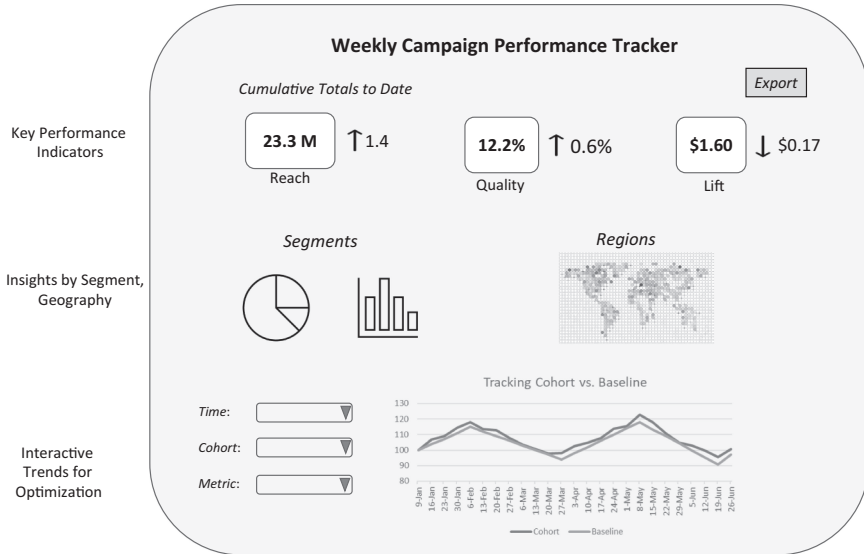 Weekly Campaign Performance Tracker
Cumulative Totals to Date
Export
Key Performance
Indicators
23.3 M
↑1.4
12.2%
↑ 0.6%
$1.60
↓ $0.17
Reach
Quality
Lift
Insights by Segment,
Geography
Segments
Regions
Interactive
Trends for
Optimization
Time:
Cohort:
Metric:
Tracking Cohort vs. Baseline
130
120
110
100
90
80
9-Jan
16-Jan
23-Jan
30-Jan
6-Feb
13-Feb
20-Feb
27-Feb
6-Mar
13-Mar
20-Mar
27-Mar
3-Apr
10-Apr
17-Apr
24-Apr
1-May
8-May
15-May
22-May
29-May
5-Jun
12-Jun
19-Jun
26-Jun
Cohort
Baseline